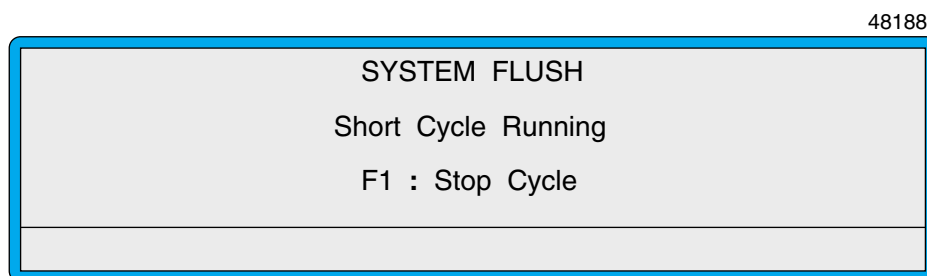 48188
SYSTEM FLUSH
Short Cycle Running
F1 : Stop Cycle